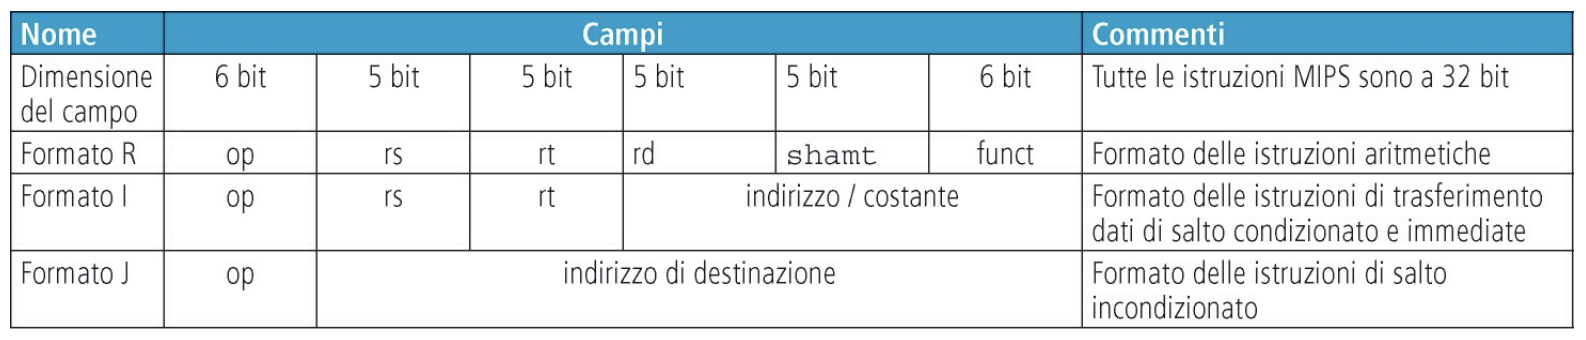 Nome Campi Commenti
Dimensione del campo 6 bit 5 bit 5 bit 5 bit 5 bit 6 bit Tutte le istruzioni MIPS sono a 32 bit
Formato R op rs rt rd shamt funct Formato delle istruzioni aritmetiche
Formato I op rs rt indirizzo / costante Formato delle istruzioni di trasferimento
dati di salto condizionato e immediate
Formato J op indirizzo di destinazione Formato delle istruzioni di salto
incondizionato